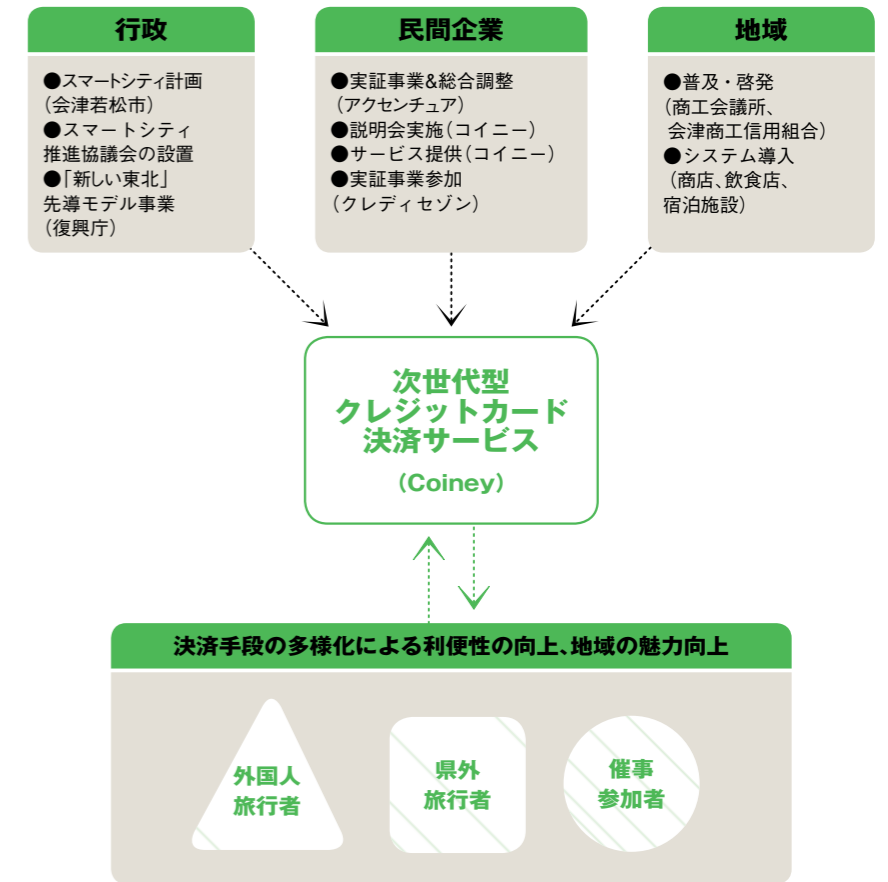 行政
●スマートシティ計画
（会津若松市）
●スマートシティ
推進協議会の設置
●「新しい東北」
先導モデル事業
（復興庁）
民間企業
●実証事業&総合調整
（アクセンチュア）
●説明会実施（コイニー）
●サービス提供（コイニー）
●実証事業参加
（クレディセゾン）
地域
●普及・啓発
（商工会議所、
会津商工信用組合）
●システム導入
（商店、飲食店、
宿泊施設）
次世代型
クレジットカード
決済サービス
（Coiney）
決済手段の多様化による利便性の向上、地域の魅力向上
外国人
旅行者
県外
旅行者
催事
参加者